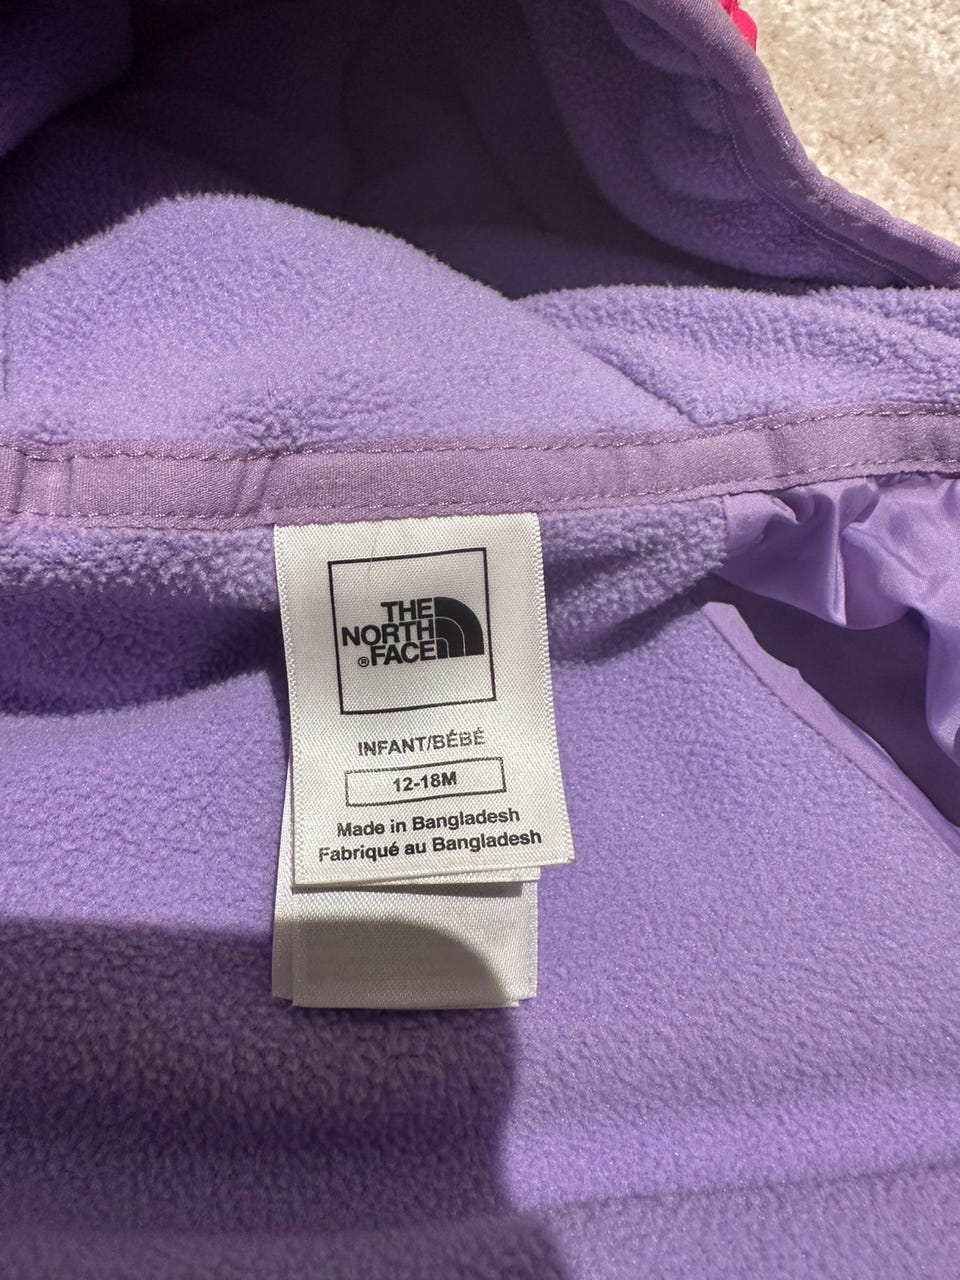 THE
NORTH
®FACE
INFANT/BÉBÉ
12-18M
Made in Bangladesh
Fabriqué au Bangladesh